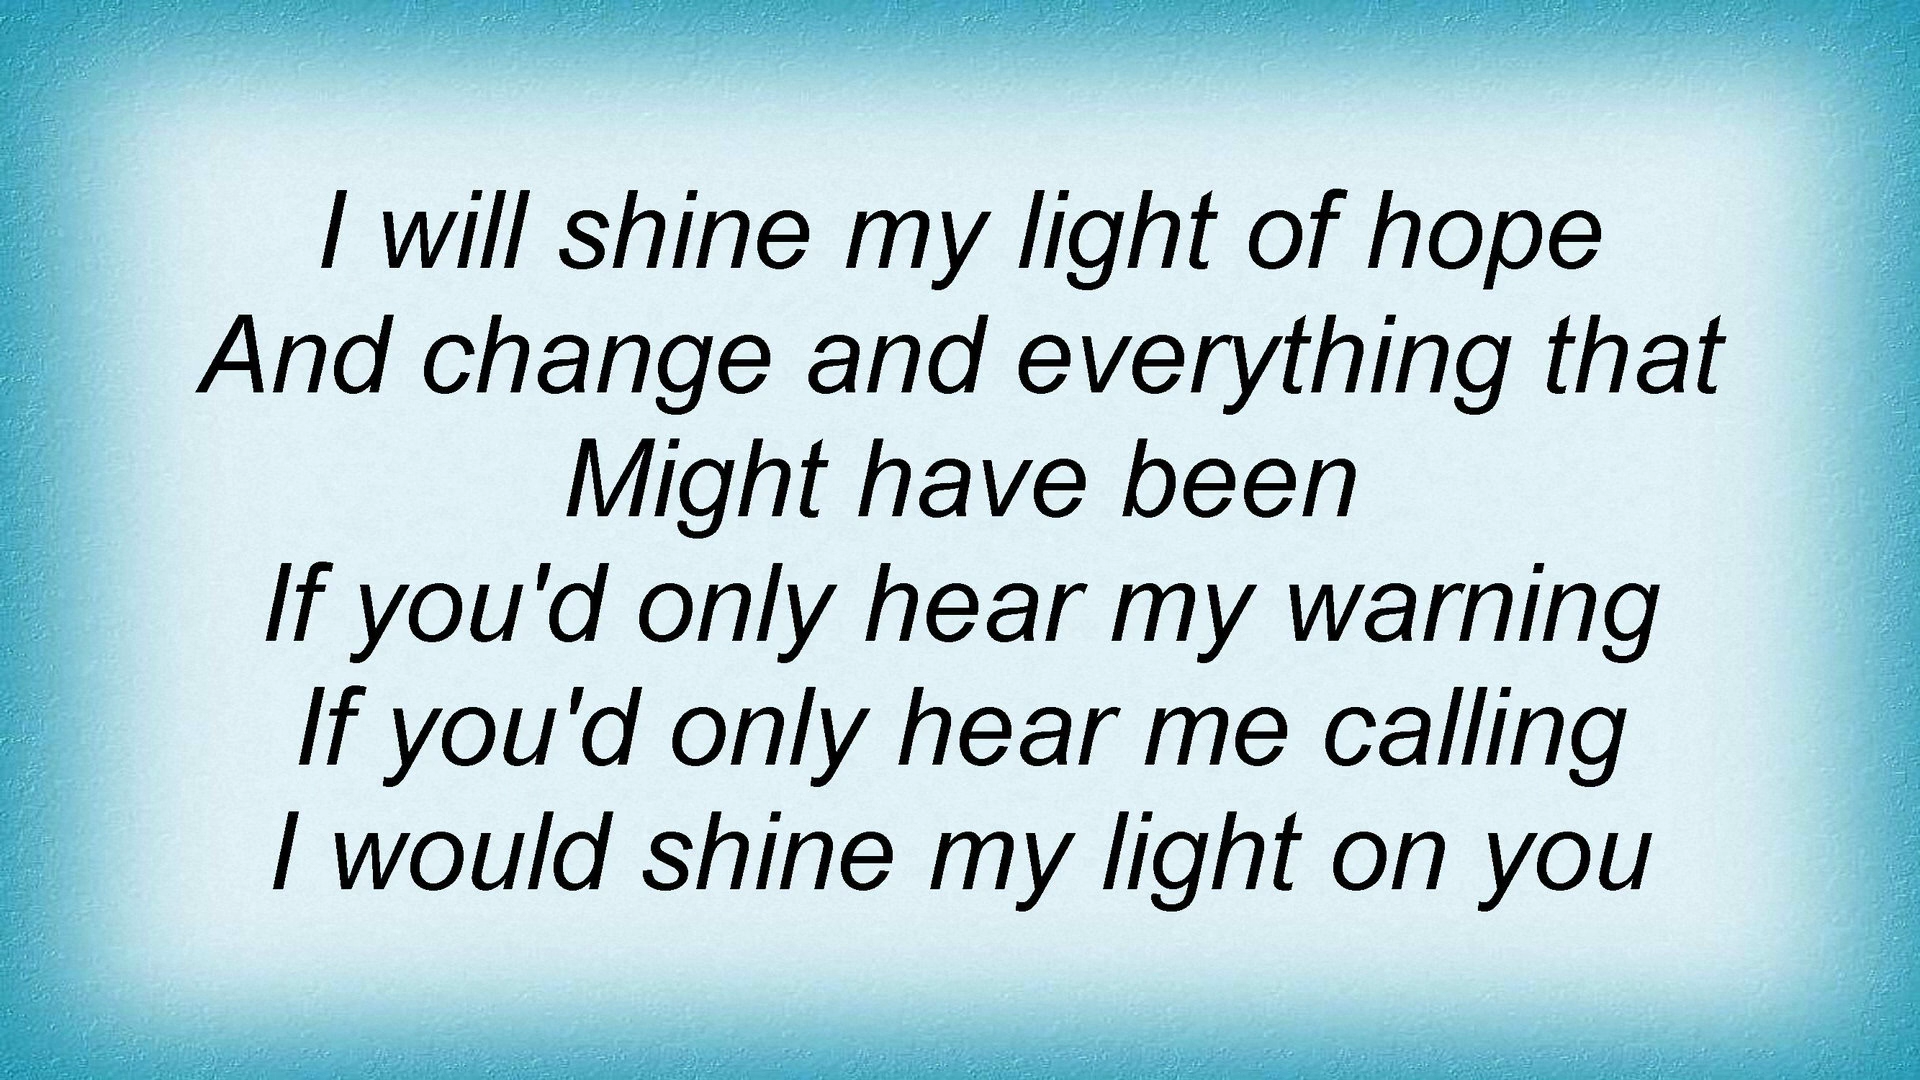 I will shine my light of hope
And change and everything that
Might have been
If you'd only hear my warning
If you'd only hear me calling
I would shine my light on you